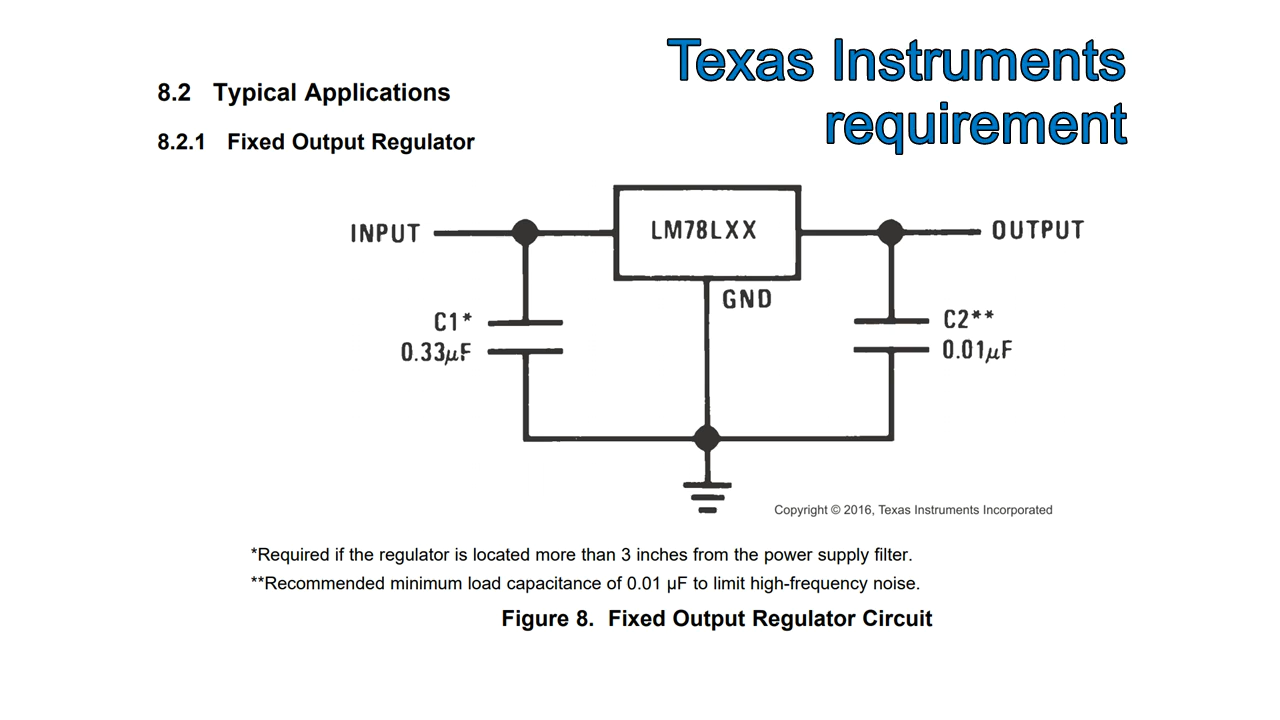 Texas Instruments
requirement
8.2 Typical Applications
8.2.1 Fixed Output Regulator
INPUT
LM78LXX
OUTPUT
GND
C1*
0.33µF
C2**
0.01µF
Copyright © 2016, Texas Instruments Incorporated
*Required if the regulator is located more than 3 inches from the power supply filter.
**Recommended minimum load capacitance of 0.01 µF to limit high-frequency noise.
Figure 8. Fixed Output Regulator Circuit